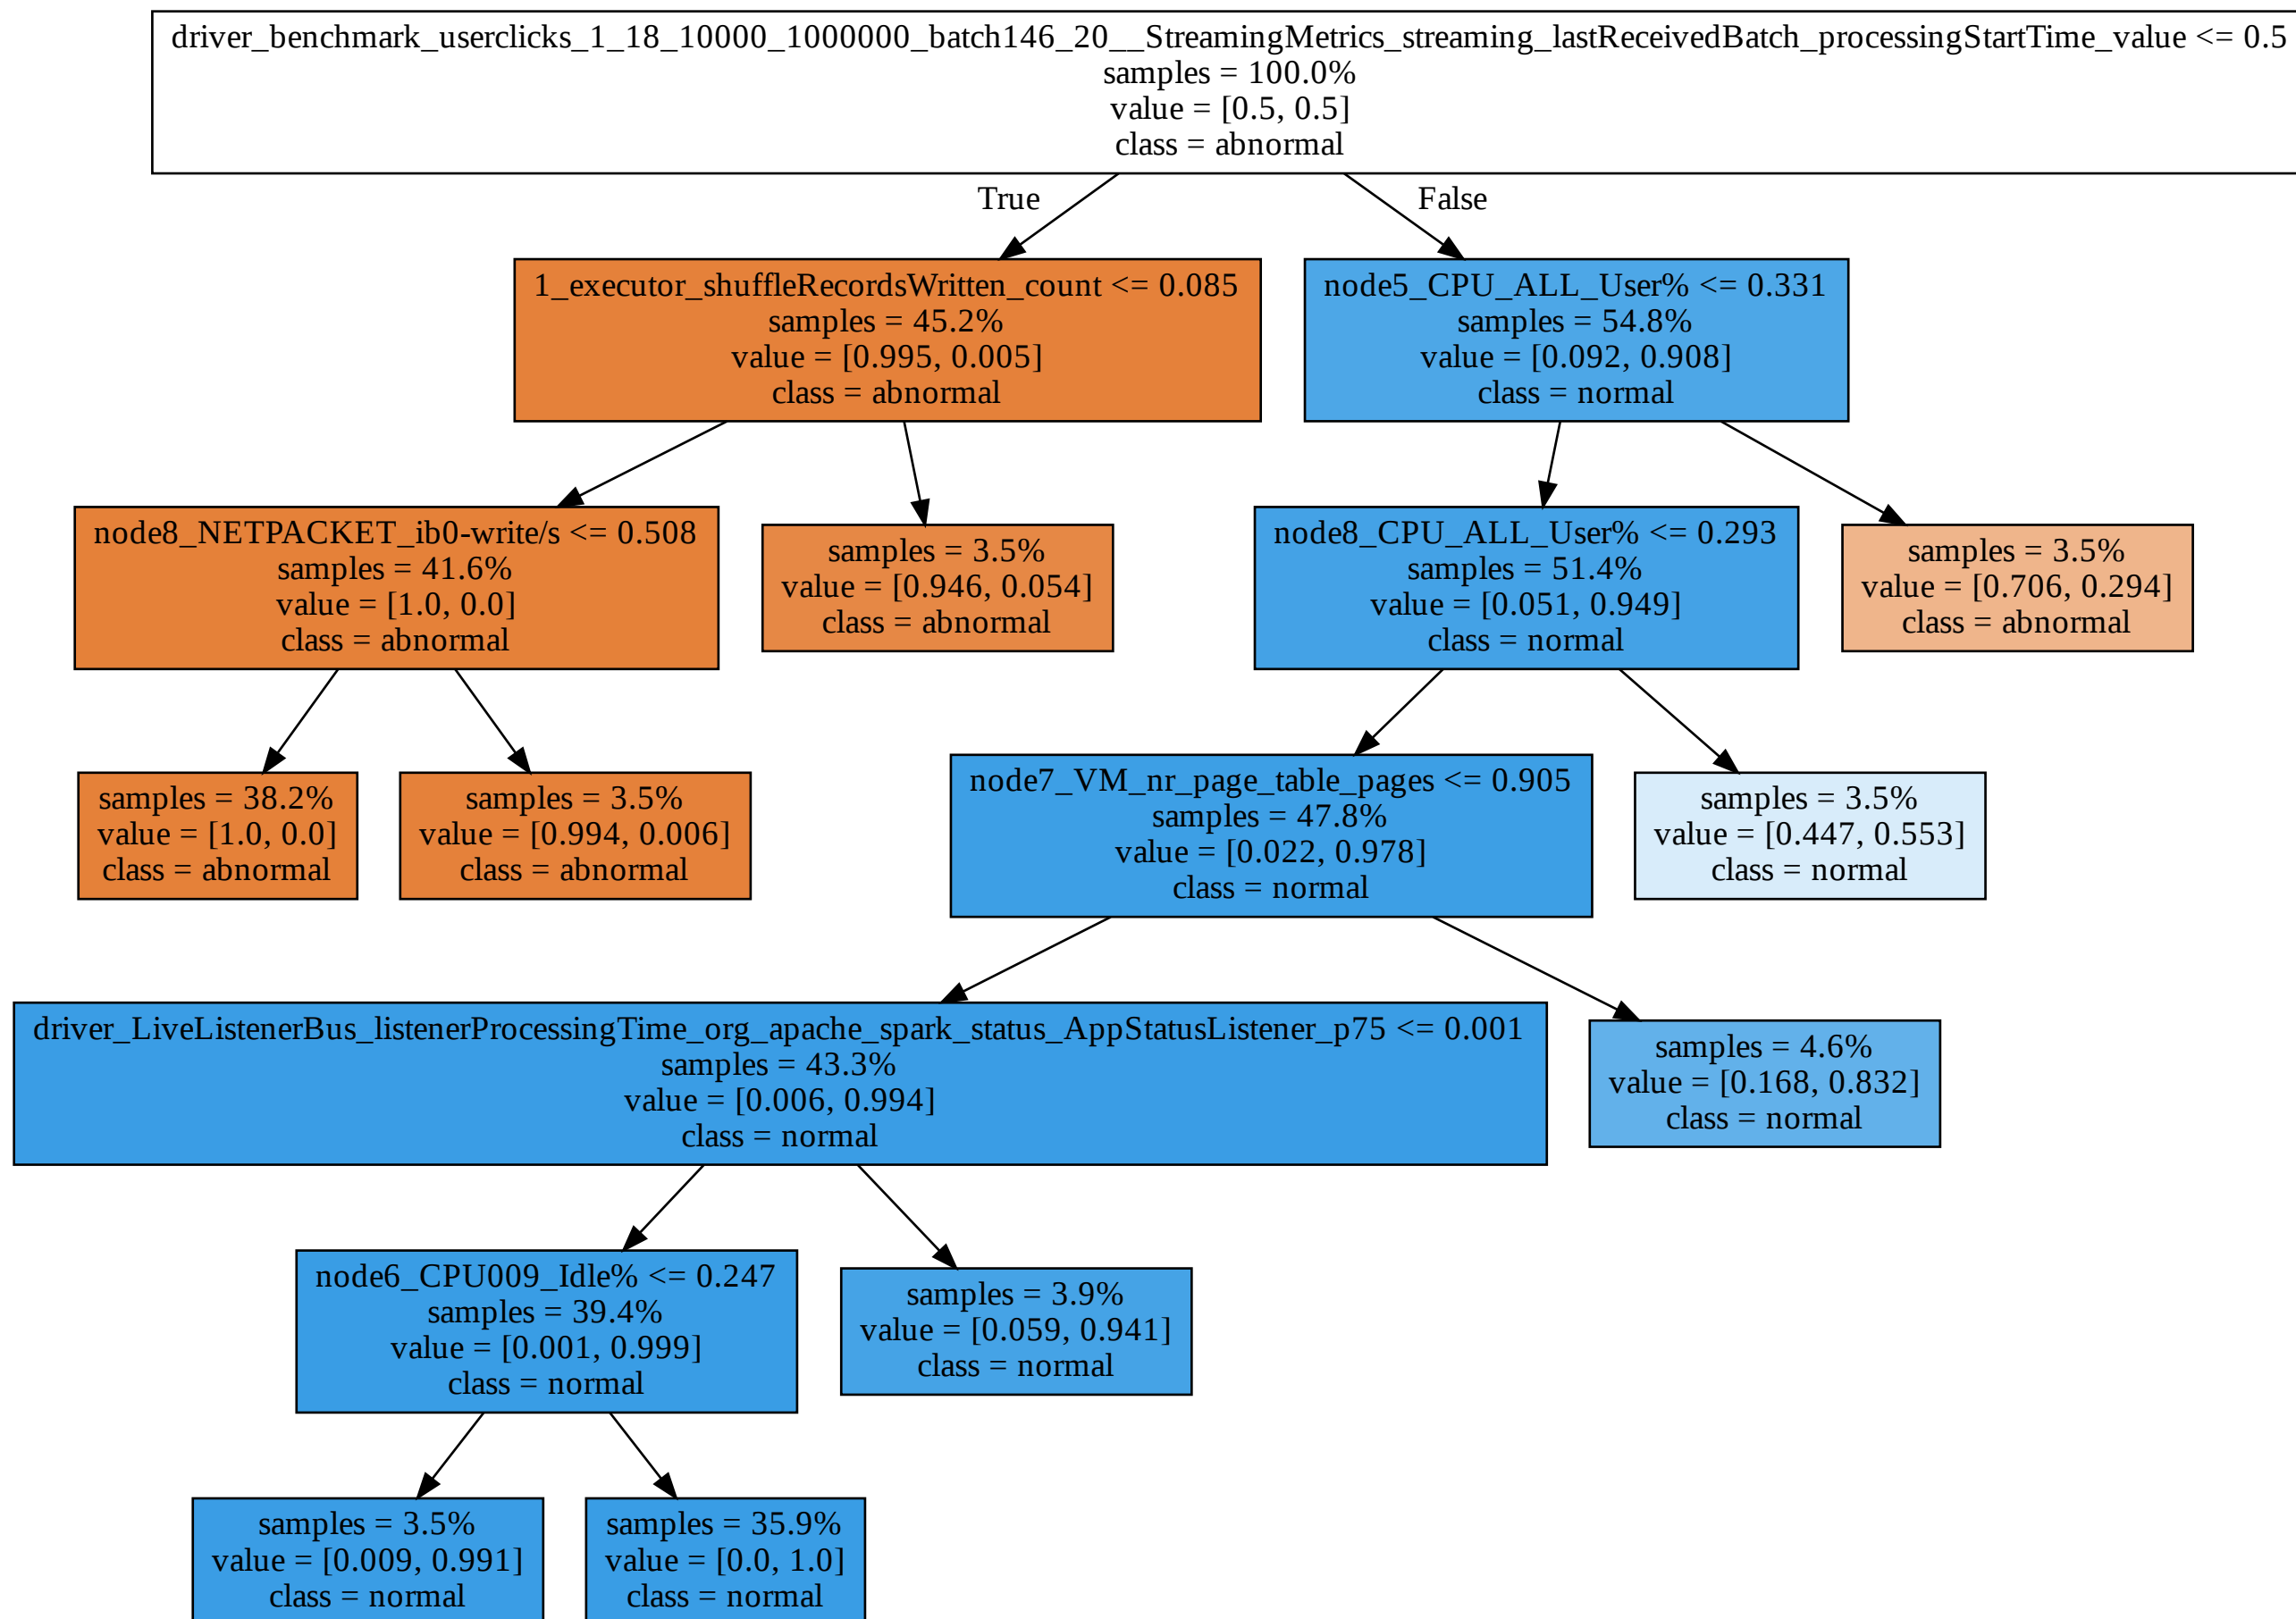 driver_benchmark_userclicks_1_18_10000_1000000_batch146_20__StreamingMetrics_streaming_lastReceivedBatch_processingStartTime_value <= 0.5
samples = 100.0%
value = [0.5, 0.5]
class = abnormal
True
False
1_executor_shuffleRecordsWritten_count <= 0.085
samples = 45.2%
value = [0.995, 0.005]
class = abnormal
node5_CPU_ALL_User% <= 0.331
samples = 54.8%
value = [0.092, 0.908]
class = normal
node8_NETPACKET_ib0-write/s <= 0.508
samples = 41.6%
value = [1.0, 0.0]
class = abnormal
samples = 3.5%
value = [0.946, 0.054]
class = abnormal
node8_CPU_ALL_User% <= 0.293
samples = 51.4%
value = [0.051, 0.949]
class = normal
samples = 3.5%
value = [0.706, 0.294]
class = abnormal
samples = 38.2%
value = [1.0, 0.0]
class = abnormal
samples = 3.5%
value = [0.994, 0.006]
class = abnormal
node7_VM_nr_page_table_pages <= 0.905
samples = 47.8%
value = [0.022, 0.978]
class = normal
samples = 3.5%
value = [0.447, 0.553]
class = normal
driver_LiveListenerBus_listenerProcessingTime_org_apache_spark_status_AppStatusListener_p75 <= 0.001
samples = 43.3%
value = [0.006, 0.994]
class = normal
samples = 4.6%
value = [0.168, 0.832]
class = normal
node6_CPU009_Idle% <= 0.247
samples = 39.4%
value = [0.001, 0.999]
class = normal
samples = 3.9%
value = [0.059, 0.941]
class = normal
samples = 3.5%
value = [0.009, 0.991]
class = normal
samples = 35.9%
value = [0.0, 1.0]
class = normal